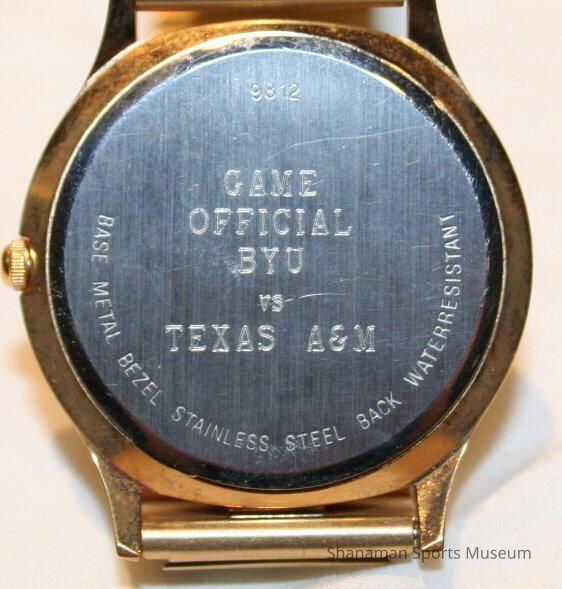 9812
GAME
OFFICIAL
BYU
vs
TEXAS A&M
BASE METAL BEZEL STAINLESS STEEL BACK WATERRESISTANT
Shanaman Sports Museum